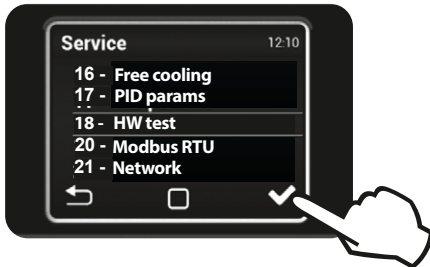 Service 12:10
16 - Free cooling
17 - PID params
18 - HW test
20 - Modbus RTU
21 - Network